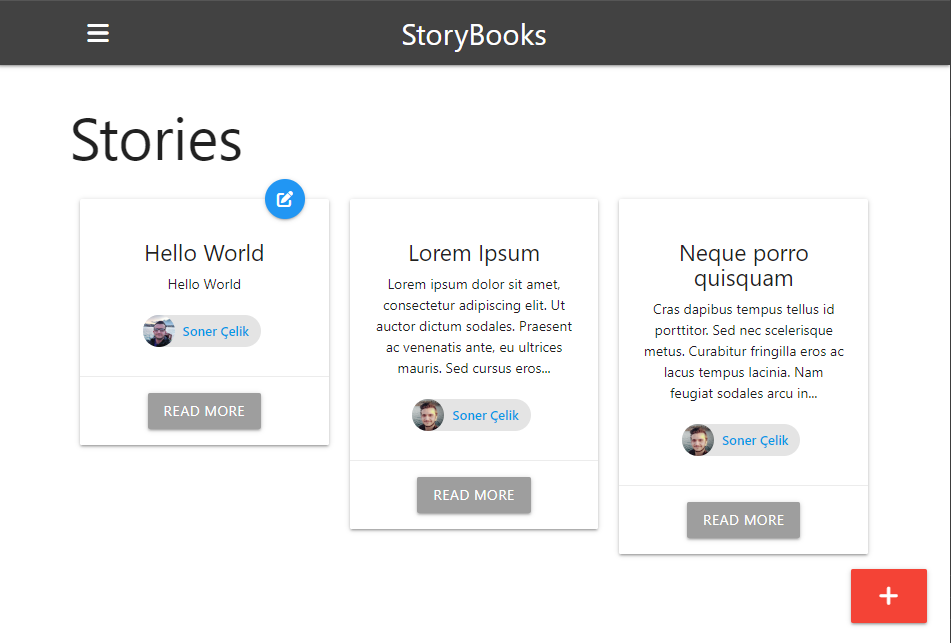 StoryBooks
Stories
Hello World
Hello World
Soner Çelik
READ MORE
Lorem Ipsum
Lorem ipsum dolor sit amet,
consectetur adipiscing elit. Ut
auctor dictum sodales. Praesent
ac venenatis ante, eu ultrices
mauris. Sed cursus eros...
Soner Çelik
READ MORE
Neque porro
quisquam
Cras dapibus tempus tellus id
porttitor. Sed nec scelerisque
metus. Curabitur fringilla eros ac
lacus tempus lacinia. Nam
feugiat sodales arcu in...
Soner Çelik
READ MORE